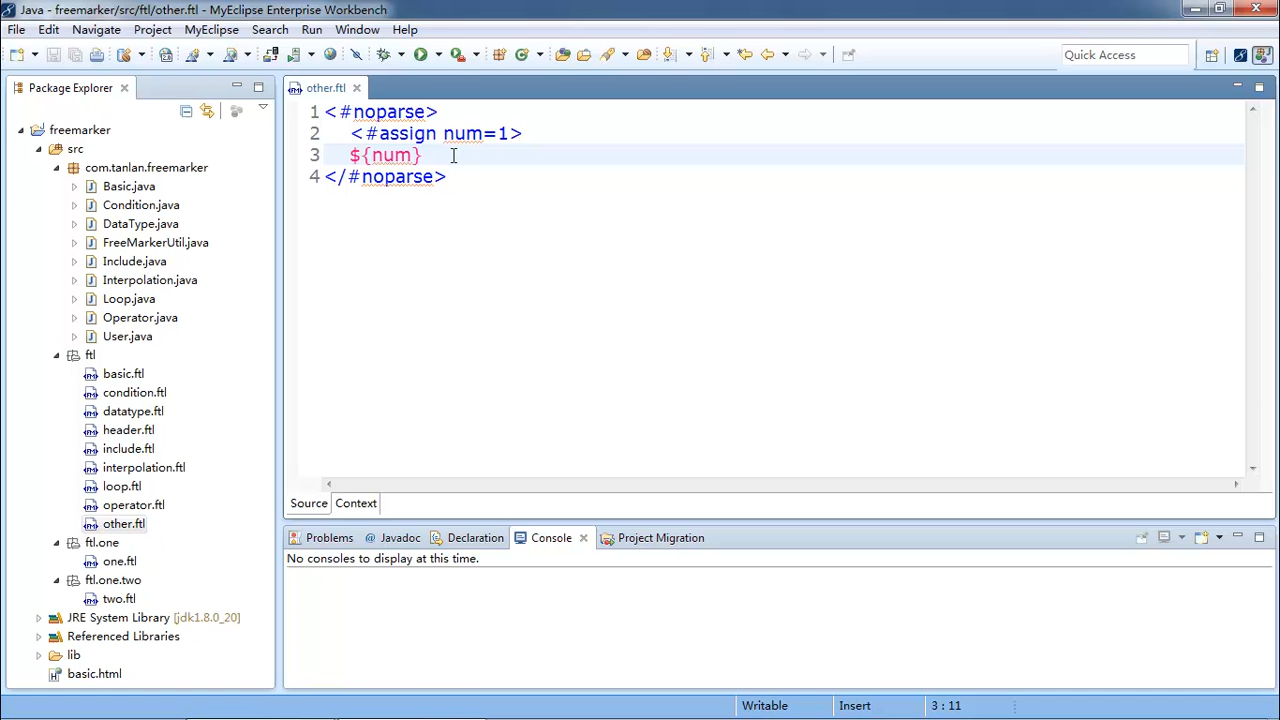 Java - freemarker/src/ftl/other.ftl - MyEclipse Enterprise Workbench
File Edit Navigate Project MyEclipse Search Run Window Help
Quick Access
Package Explorer
freemarker
src
com.tanlan.freemarker
Basic.java
Condition.java
DataType.java
FreeMarkerUtil.java
Include.java
Interpolation.java
Loop.java
Operator.java
User.java
ftl
basic.ftl
condition.ftl
datatype.ftl
header.ftl
include.ftl
interpolation.ftl
loop.ftl
operator.ftl
other.ftl
ftl.one
one.ftl
ftl.one.two
two.ftl
JRE System Library [jdk1.8.0_20]
Referenced Libraries
lib
basic.html
other.ftl
1 <#noparse>
2 <#assign num=1>
3 ${num}
4 </#noparse>
Source Context
Problems @ Javadoc Declaration Console Project Migration
No consoles to display at this time.
Writable Insert 3 : 11